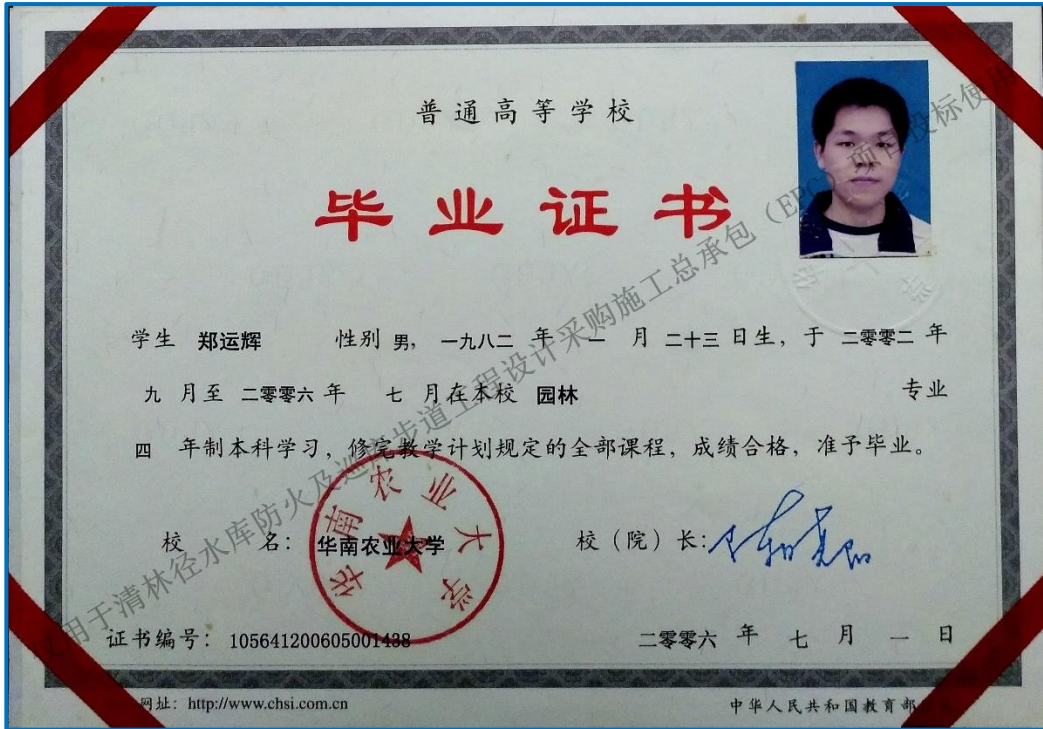 普通高等学校
毕业证书
学生 郑运辉 性别 男，一九八二 年 一 月 二十三 日生，于 二零零二 年
九 月至 二零零六 年 七 月在本校 园林 专业
四 年制本科学习，修完教学计划规定的全部课程，成绩合格，准予毕业。
校 名：华南农业大学
校（院）长：
华南农业大学
证书编号：105641200605001438
二零零六 年 七 月 一 日
网址：http://www.chsi.com.cn
中华人民共和国教育部
用于清林径水库防火及巡库步道工程设计采购施工总承包（EPC）项目投标使用